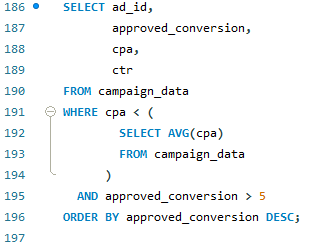 186 SELECT ad_id,
187 approved_conversion,
188 cpa,
189 ctr
190 FROM campaign_data
191 WHERE cpa < (
192 SELECT AVG(cpa)
193 FROM campaign_data
194 )
195 AND approved_conversion > 5
196 ORDER BY approved_conversion DESC;
197